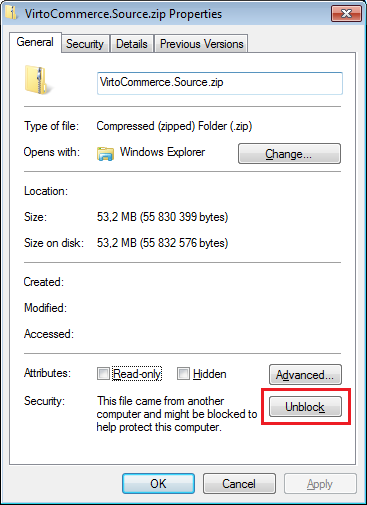 VirtoCommerce.Source.zip Properties
General Security Details Previous Versions
VirtoCommerce.Source.zip
Type of file: Compressed (zipped) Folder (.zip)
Opens with: Windows Explorer Change...
Location:
Size: 53,2 MB (55 830 399 bytes)
Size on disk: 53,2 MB (55 832 576 bytes)
Created:
Modified:
Accessed:
Attributes: Read-only Hidden Advanced...
Security: This file came from another Unblock
computer and might be blocked to
help protect this computer.
OK Cancel Apply